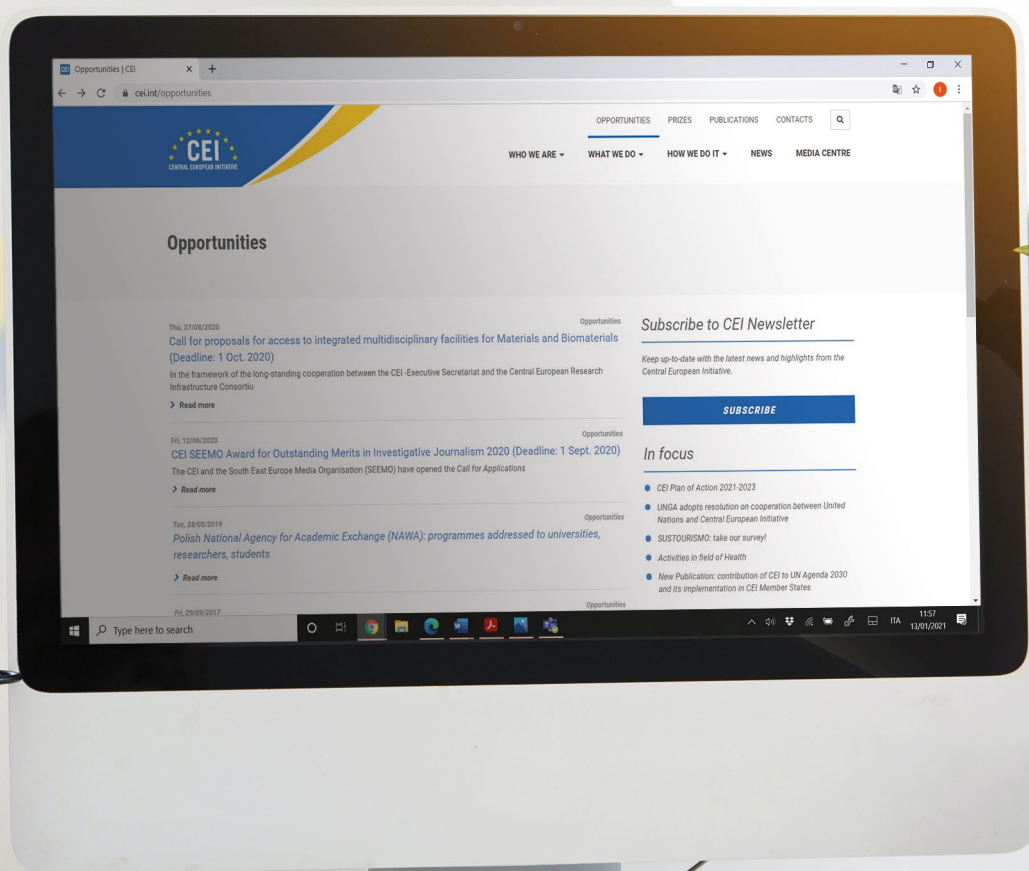 CEI Opportunities | CEI
cei.int/opportunities
t
OPPORTUNITIES PRIZES PUBLICATIONS CONTACTS
CEI
CENTRAL EUROPEAN INITIATIVE
WHO WE ARE WHAT WE DO HOW WE DO IT NEWS MEDIA CENTRE
Opportunities
Thu, 27/08/2020 Opportunities
Call for proposals for access to integrated multidisciplinary facilities for Materials and Biomaterials
(Deadline: 1 Oct. 2020)
In the framework of the long-standing cooperation between the CEI -Executive Secretariat and the Central European Research
Infrastructure Consortiu
Read more
Fri, 12/06/2020 Opportunities
CEI SEEMO Award for Outstanding Merits in Investigative Journalism 2020 (Deadline: 1 Sept. 2020)
The CEI and the South East Europe Media Organisation (SEEMO) have opened the Call for Applications
Read more
Tue, 28/05/2019 Opportunities
Polish National Agency for Academic Exchange (NAWA): programmes addressed to universities,
researchers, students
Read more
Fri, 29/09/2017 Opportunities
Subscribe to CEI Newsletter
Keep up-to-date with the latest news and highlights from the
Central European Initiative.
SUBSCRIBE
In focus
CEI Plan of Action 2021-2023
UNGA adopts resolution on cooperation between United
Nations and Central European Initiative
SUSTOURISMO: take our survey!
Activities in field of Health
New Publication: contribution of CEI to UN Agenda 2030
and its implementation in CEI Member States
Type here to search
ITA
11:57
13/01/2021